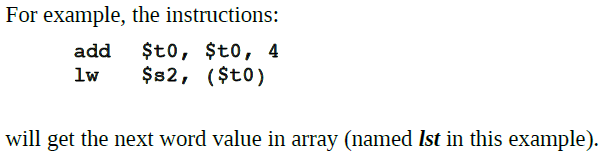 For example, the instructions:
add $t0, $t0, 4
lw $s2, ($t0)
will get the next word value in array (named lst in this example).